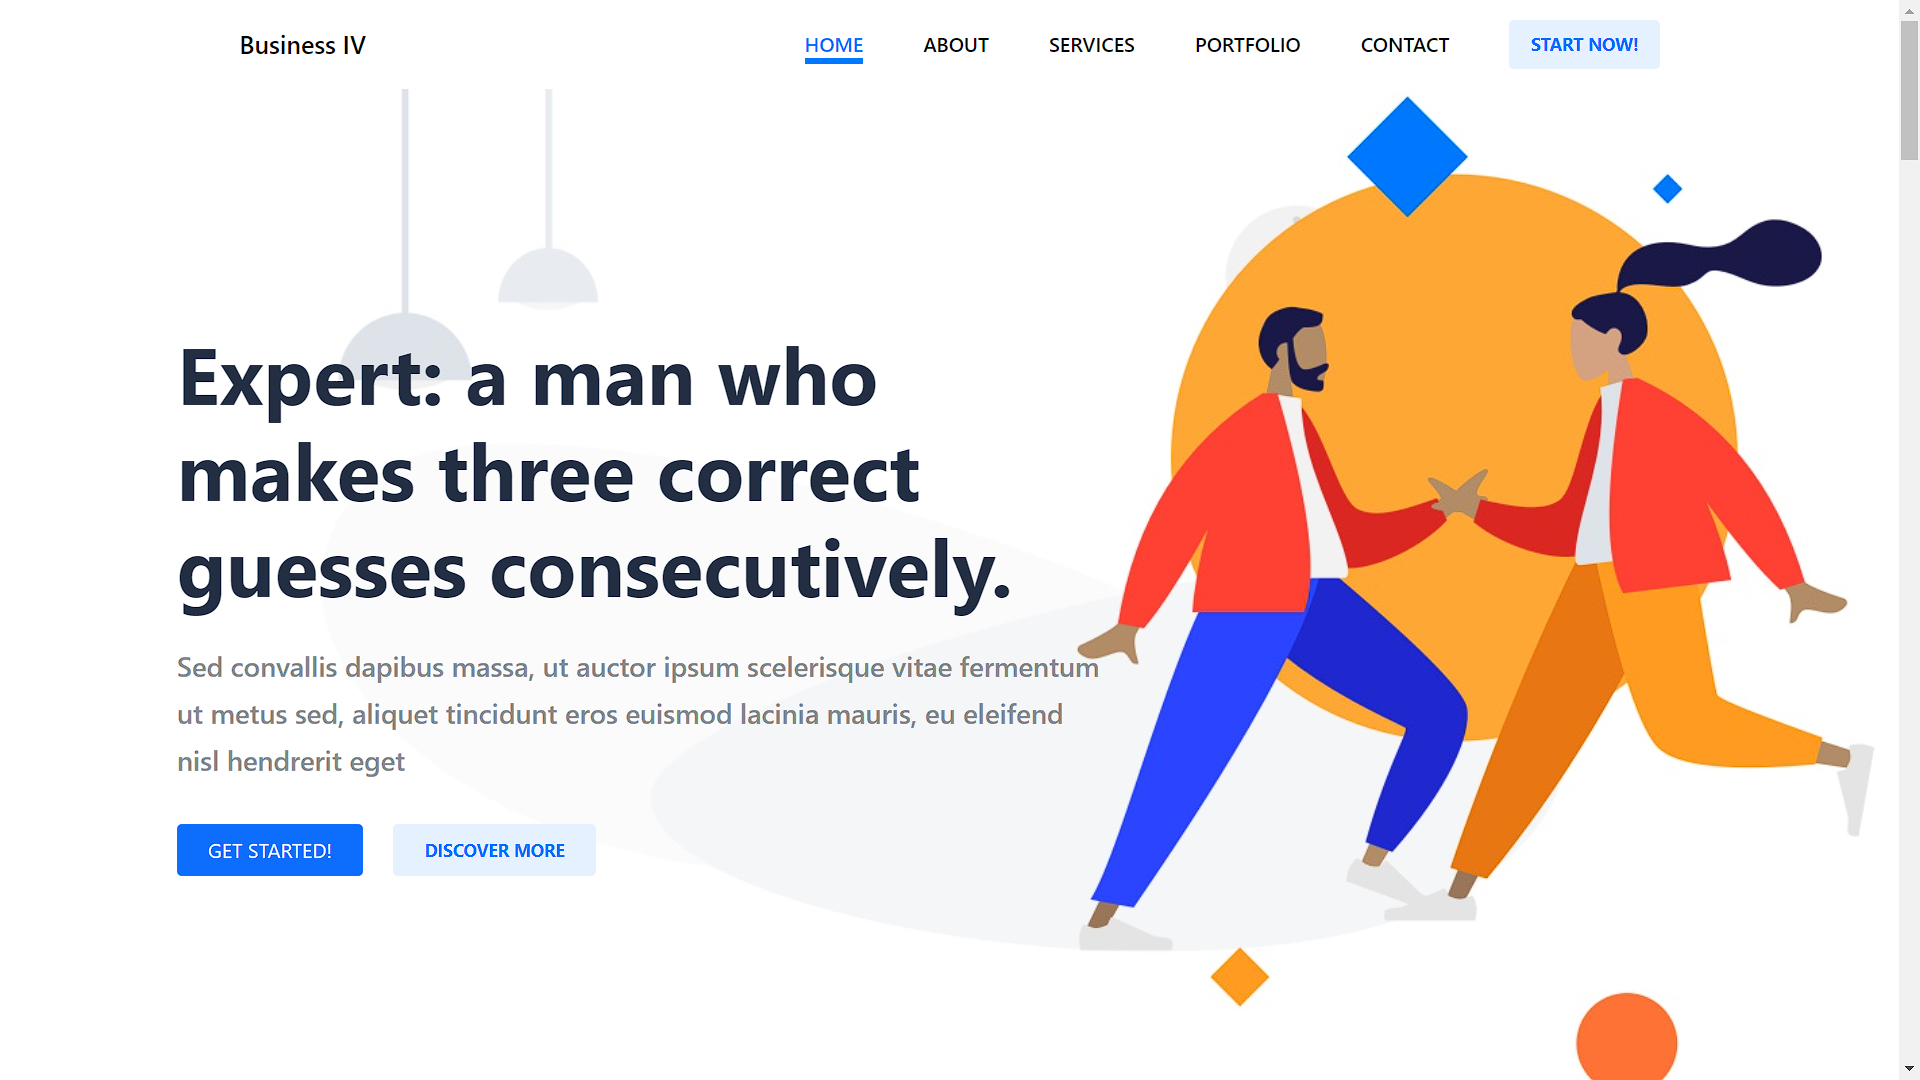 Business IV
HOME
ABOUT
SERVICES
PORTFOLIO
CONTACT
START NOW!
Expert: a man who
makes three correct
guesses consecutively.
Sed convallis dapibus massa, ut auctor ipsum scelerisque vitae fermentum
ut metus sed, aliquet tincidunt eros euismod lacinia mauris, eu eleifend
nisl hendrerit eget
GET STARTED!
DISCOVER MORE